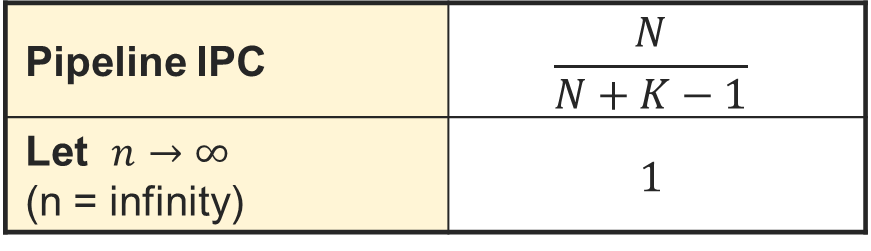 Pipeline IPC
N
N + K − 1
Let n → ∞
(n = infinity)
1